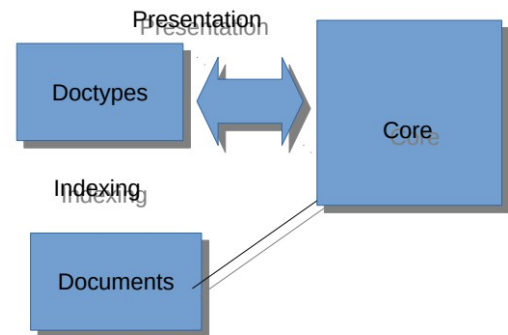 Presentation
Doctypes
Core
Indexing
Documents